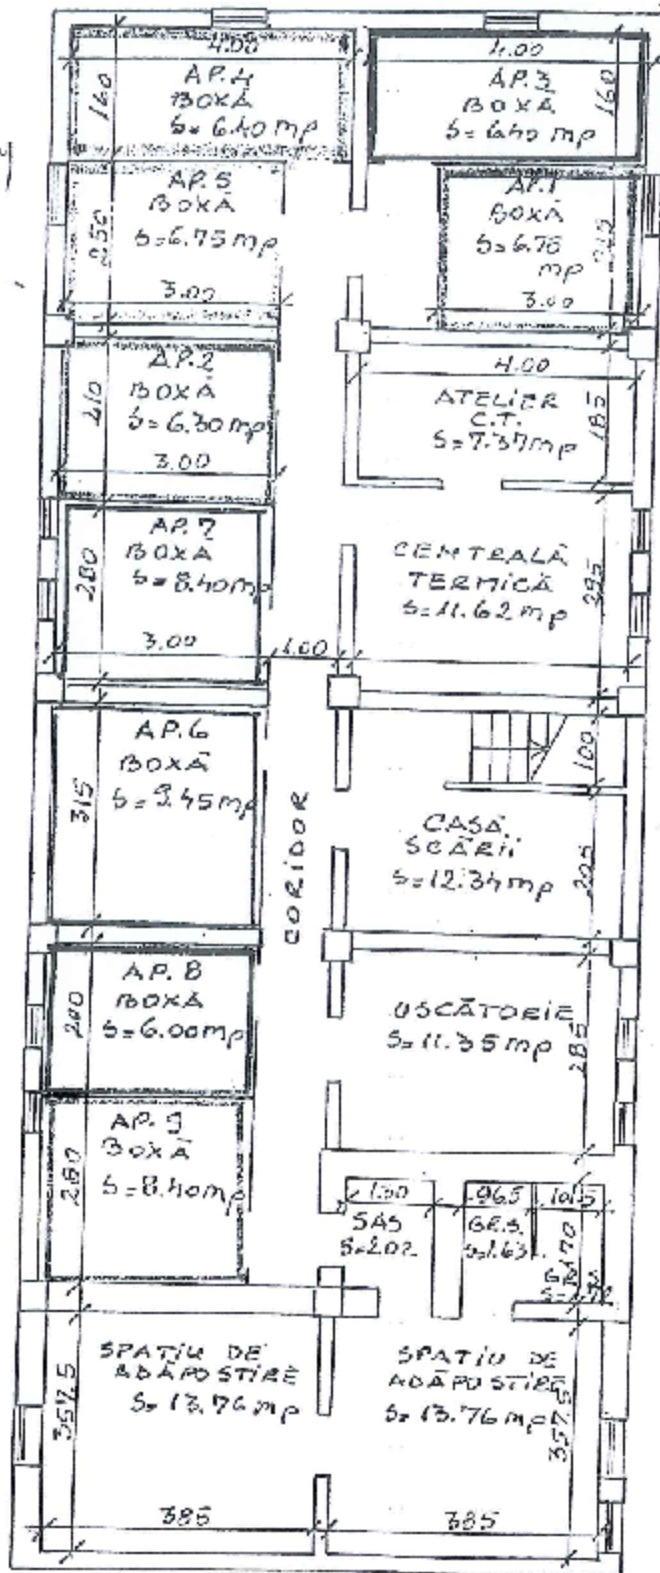 4.00
AP.4
BOXĂ
S=6.40 mp
160
4.00
AP.3
BOXĂ
S=6.40 mp
160
AP.5
BOXĂ
S=6.75 mp
250
3.00
AP.1
BOXĂ
S=6.75
mp
3.00
AP.2
BOXĂ
S=6.30 mp
210
3.00
4.00
ATELIER
C.T.
S=7.37 mp
185
AP.7
BOXĂ
S=8.40 mp
280
3.00
1.00
CENTRALĂ
TERMICĂ
S=11.62 mp
295
AP.6
BOXĂ
S=9.45 mp
315
CORIDOR
100
CASA
SCĂRII
S=12.34 mp
205
AP.8
BOXĂ
S=6.00 mp
200
USCĂTORIE
S=11.35 mp
285
AP.9
BOXĂ
S=8.40 mp
280
1.50
SAS
S=2.02
.965
GR.S.
S=1.63
101.5
170
SPAȚIU DE
ADĂPOSTIRE
S=13.76 mp
357.5
385
SPAȚIU DE
ADĂPOSTIRE
S=13.76 mp
357.5
385